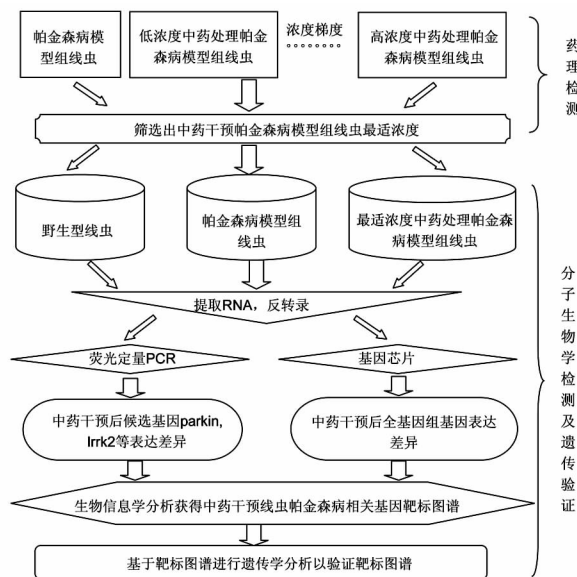 帕金森病模
型组线虫
低浓度中药处理帕金
森病模型组线虫
浓度梯度
高浓度中药处理帕金
森病模型组线虫
药理检测
筛选出中药干预帕金森病模型组线虫最适浓度
野生型线虫
帕金森病模型组
线虫
最适浓度中药处理帕金森
病模型组线虫
提取RNA，反转录
荧光定量PCR
基因芯片
中药干预后候选基因parkin,
lrrk2等表达差异
中药干预后全基因组基因表达
差异
分子生物学检测及遗传验证
生物信息学分析获得中药干预线虫帕金森病相关基因靶标图谱
基于靶标图谱进行遗传学分析以验证靶标图谱